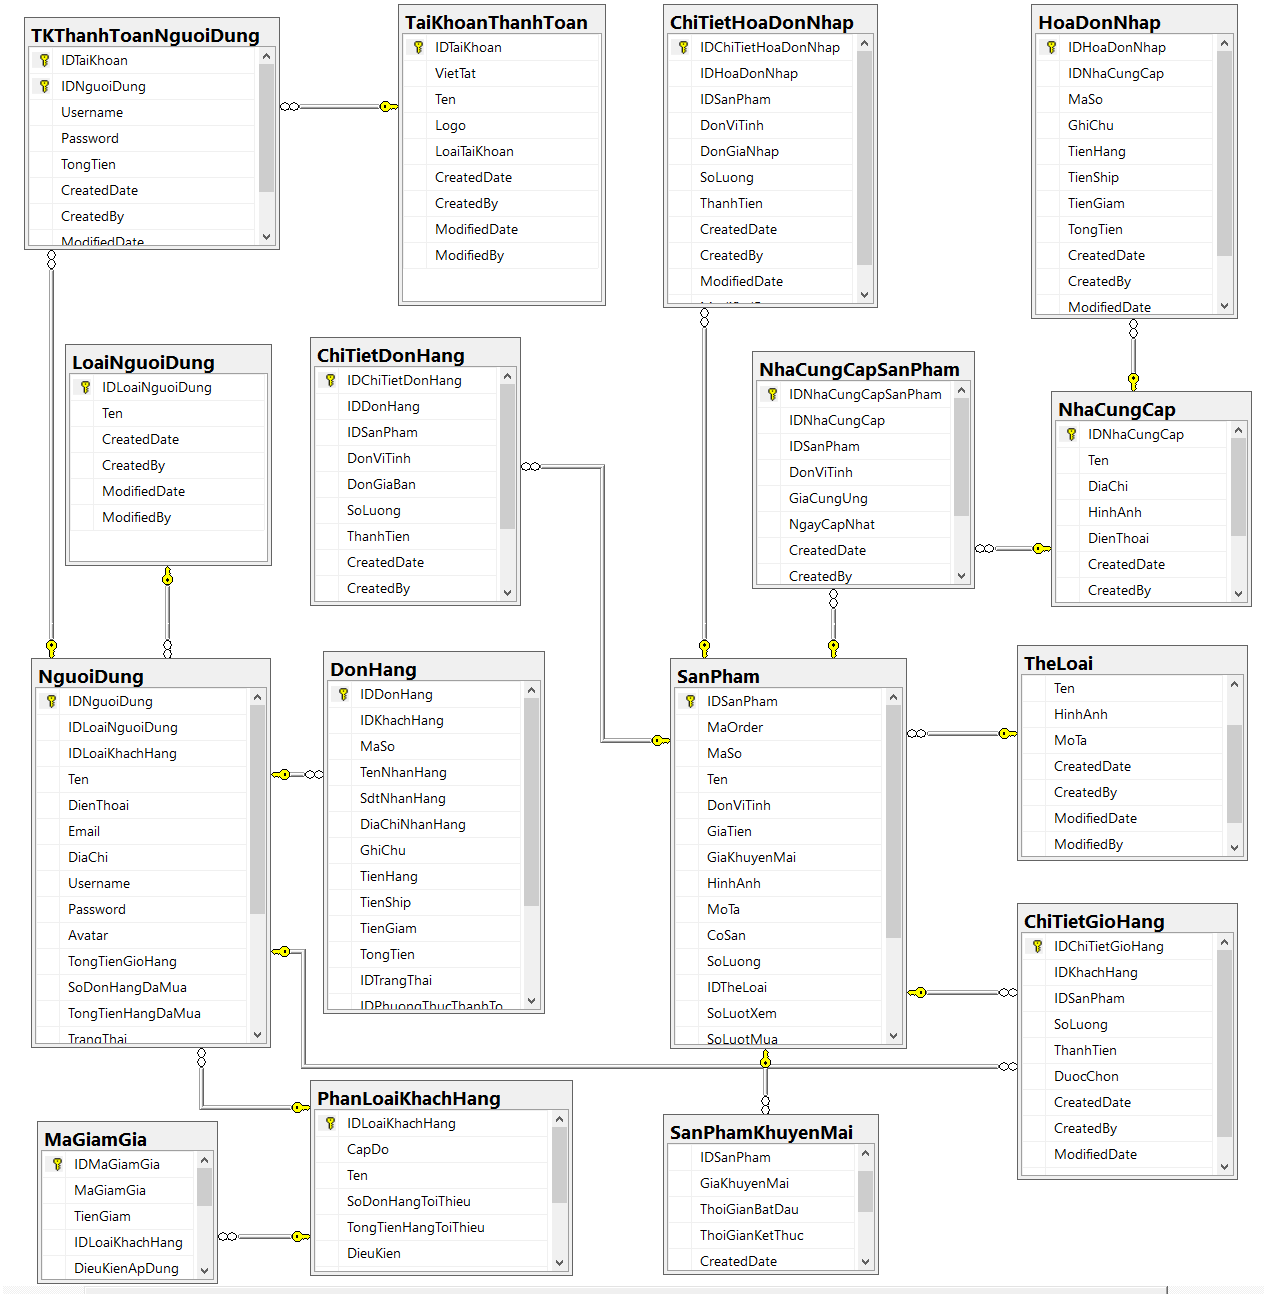 TKThanhToanNguoiDung
IDTaiKhoan
IDNguoiDung
Username
Password
TongTien
CreatedDate
CreatedBy
ModifiedDate
TaiKhoanThanhToan
IDTaiKhoan
VietTat
Ten
Logo
LoaiTaiKhoan
CreatedDate
CreatedBy
ModifiedDate
ModifiedBy
ChiTietHoaDonNhap
IDChiTietHoaDonNhap
IDHoaDonNhap
IDSanPham
DonViTinh
DonGiaNhap
SoLuong
ThanhTien
CreatedDate
CreatedBy
ModifiedDate
HoaDonNhap
IDHoaDonNhap
IDNhaCungCap
MaSo
GhiChu
TienHang
TienShip
TienGiam
TongTien
CreatedDate
CreatedBy
ModifiedDate
LoaiNguoiDung
IDLoaiNguoiDung
Ten
CreatedDate
CreatedBy
ModifiedDate
ModifiedBy
ChiTietDonHang
IDChiTietDonHang
IDDonHang
IDSanPham
DonViTinh
DonGiaBan
SoLuong
ThanhTien
CreatedDate
CreatedBy
NhaCungCapSanPham
IDNhaCungCapSanPham
IDNhaCungCap
IDSanPham
DonViTinh
GiaCungUng
NgayCapNhat
CreatedDate
CreatedBy
NhaCungCap
IDNhaCungCap
Ten
DiaChi
HinhAnh
DienThoai
CreatedDate
CreatedBy
NguoiDung
IDNguoiDung
IDLoaiNguoiDung
IDLoaiKhachHang
Ten
DienThoai
Email
DiaChi
Username
Password
Avatar
TongTienGioHang
SoDonHangDaMua
TongTienHangDaMua
TrangThai
DonHang
IDDonHang
IDKhachHang
MaSo
TenNhanHang
SdtNhanHang
DiaChiNhanHang
GhiChu
TienHang
TienShip
TienGiam
TongTien
IDTrangThai
IDPhuongThucThanhTo
SanPham
IDSanPham
MaOrder
MaSo
Ten
DonViTinh
GiaTien
GiaKhuyenMai
HinhAnh
MoTa
CoSan
SoLuong
IDTheLoai
SoLuotXem
SoLuotMua
TheLoai
Ten
HinhAnh
MoTa
CreatedDate
CreatedBy
ModifiedDate
ModifiedBy
ChiTietGioHang
IDChiTietGioHang
IDKhachHang
IDSanPham
SoLuong
ThanhTien
DuocChon
CreatedDate
CreatedBy
ModifiedDate
MaGiamGia
IDMaGiamGia
MaGiamGia
TienGiam
IDLoaiKhachHang
DieuKienApDung
PhanLoaiKhachHang
IDLoaiKhachHang
CapDo
Ten
SoDonHangToiThieu
TongTienHangToiThieu
DieuKien
SanPhamKhuyenMai
IDSanPham
GiaKhuyenMai
ThoiGianBatDau
ThoiGianKetThuc
CreatedDate